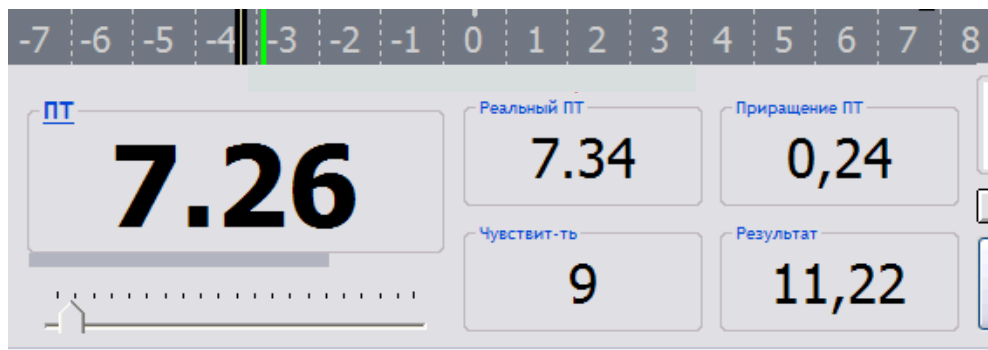 -7 -6 -5 -4 -3 -2 -1 0 1 2 3 4 5 6 7 8
ПТ
7.26
Реальный ПТ
7.34
Приращение ПТ
0,24
Чувствит-ть
9
Результат
11,22